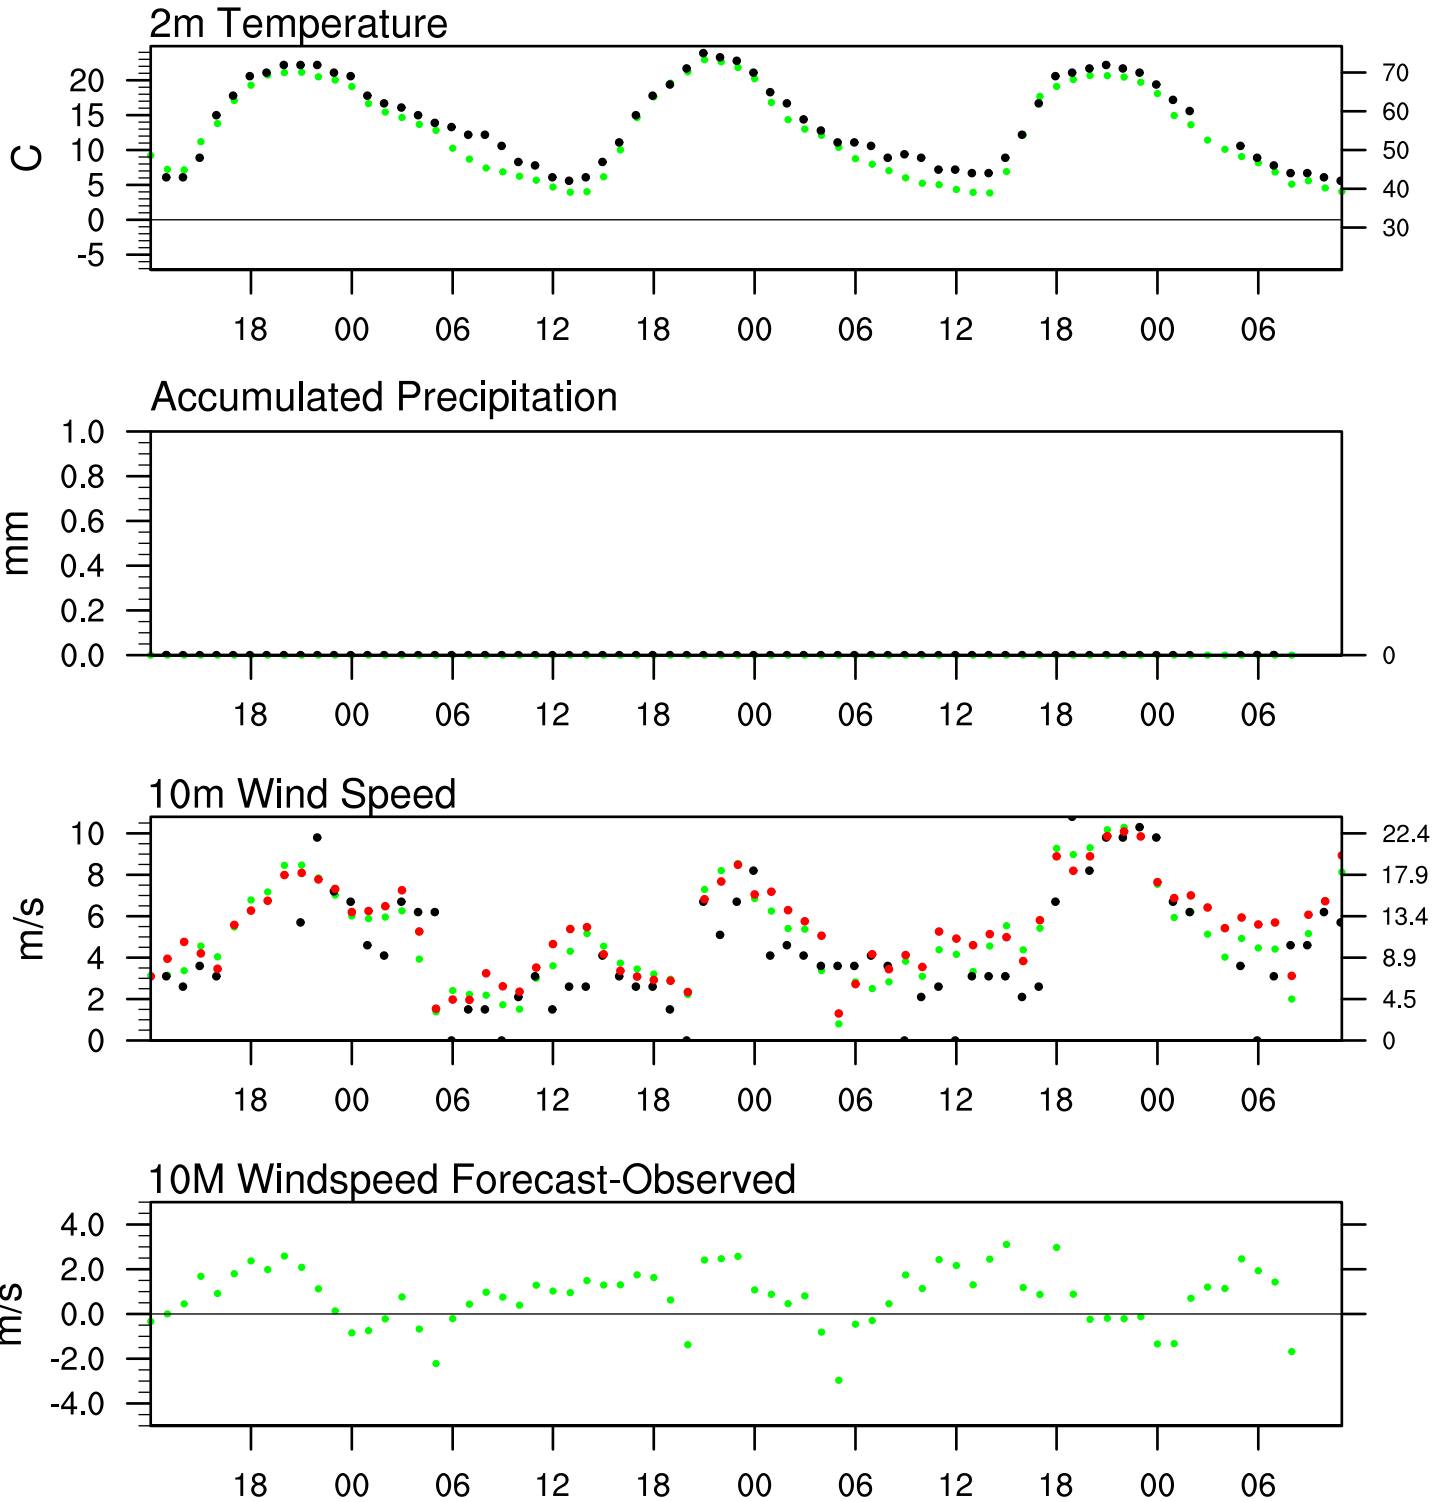 2m Temperature
20
15
10
5
0
-5
C
70
60
50
40
30
18 00 06 12 18 00 06 12 18 00 06
Accumulated Precipitation
1.0
0.8
0.6
0.4
0.2
0.0
mm
0
18 00 06 12 18 00 06 12 18 00 06
10m Wind Speed
10
8
6
4
2
0
m/s
22.4
17.9
13.4
8.9
4.5
0
18 00 06 12 18 00 06 12 18 00 06
10M Windspeed Forecast-Observed
4.0
2.0
0.0
-2.0
-4.0
m/s
18 00 06 12 18 00 06 12 18 00 06